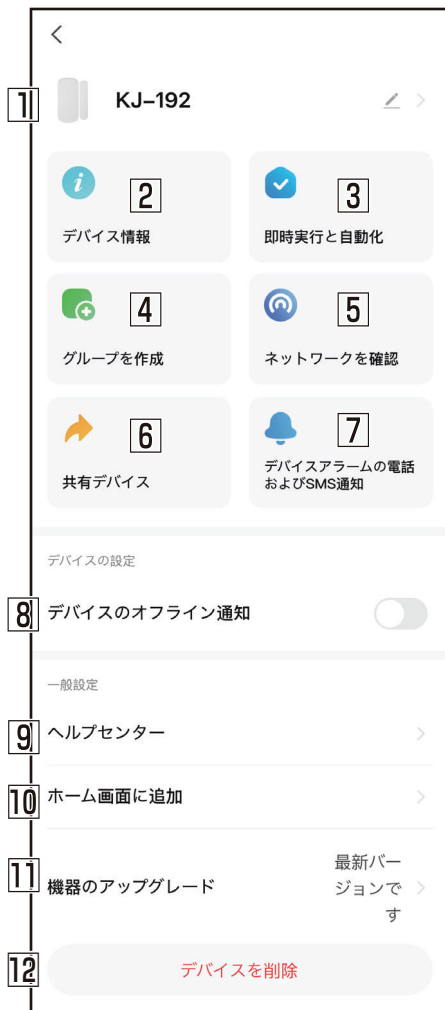 1 KJ-192
2 3
デバイス情報 即時実行と自動化
4 5
グループを作成 ネットワークを確認
6 7
共有デバイス デバイスアラームの電話
およびSMS通知
デバイスの設定
8 デバイスのオフライン通知
一般設定
9 ヘルプセンター
10 ホーム画面に追加
11 機器のアップグレード 最新バー
ジョンで
す
12 デバイスを削除